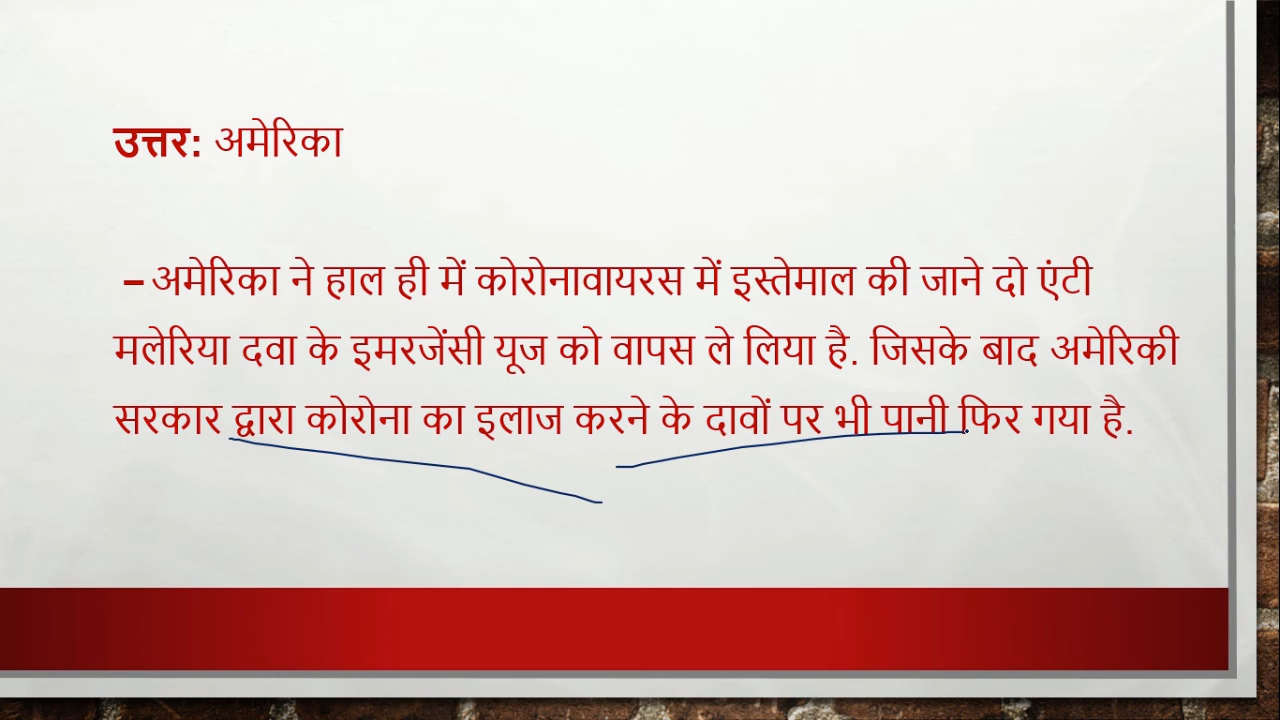 उत्तर: अमेरिका
– अमेरिका ने हाल ही में कोरोनावायरस में इस्तेमाल की जाने दो एंटी
मलेरिया दवा के इमरजेंसी यूज को वापस ले लिया है. जिसके बाद अमेरिकी
सरकार द्वारा कोरोना का इलाज करने के दावों पर भी पानी फिर गया है.